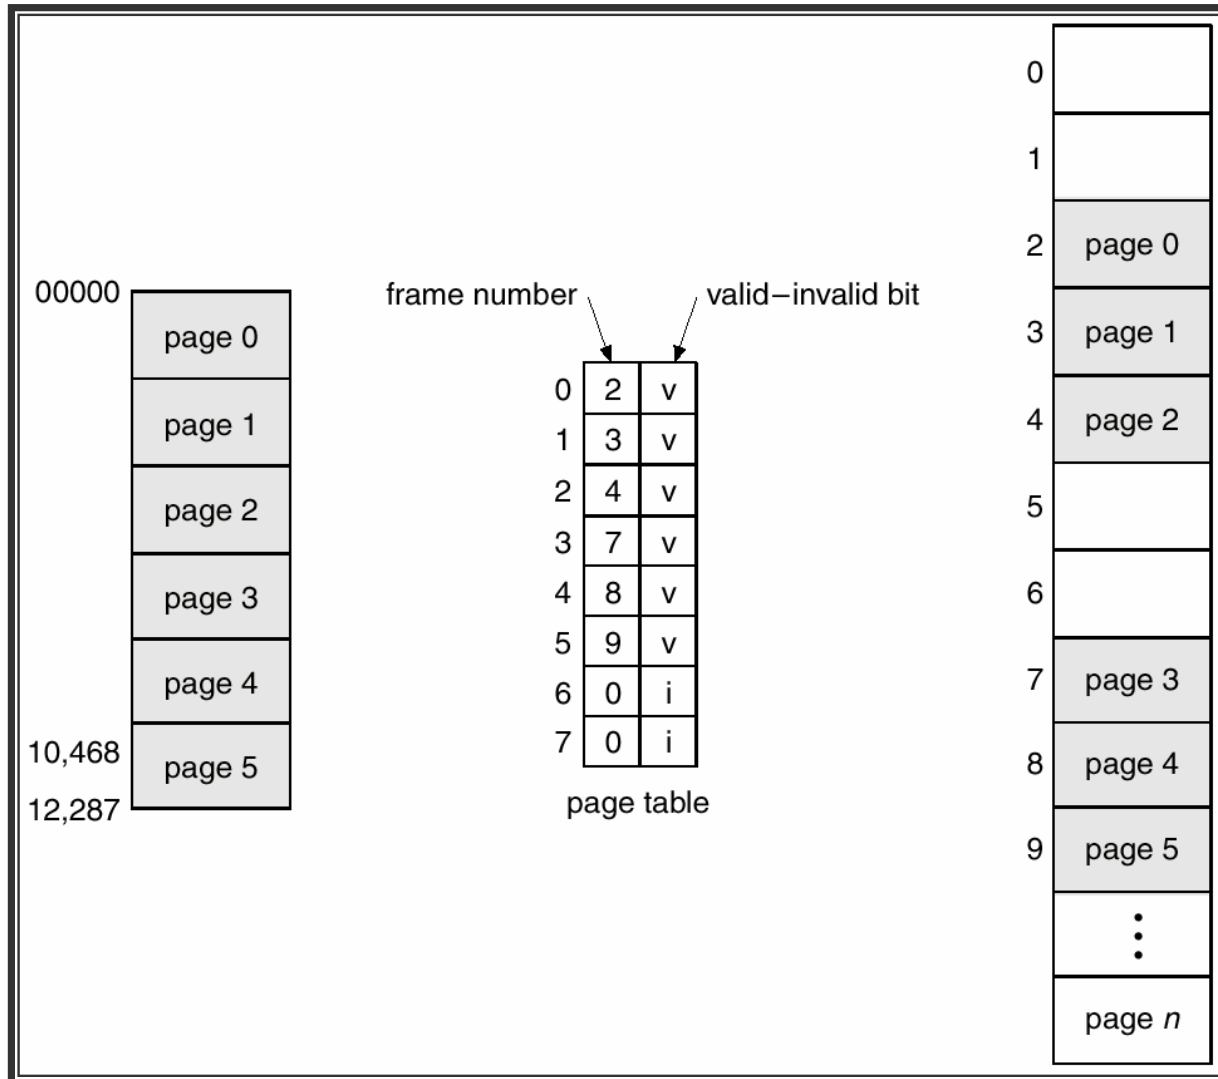 00000
page 0
page 1
page 2
page 3
page 4
10,468
page 5
12,287
frame number
valid–invalid bit
0 2 v
1 3 v
2 4 v
3 7 v
4 8 v
5 9 v
6 0 i
7 0 i
page table
0
1
2 page 0
3 page 1
4 page 2
5
6
7 page 3
8 page 4
9 page 5
page n